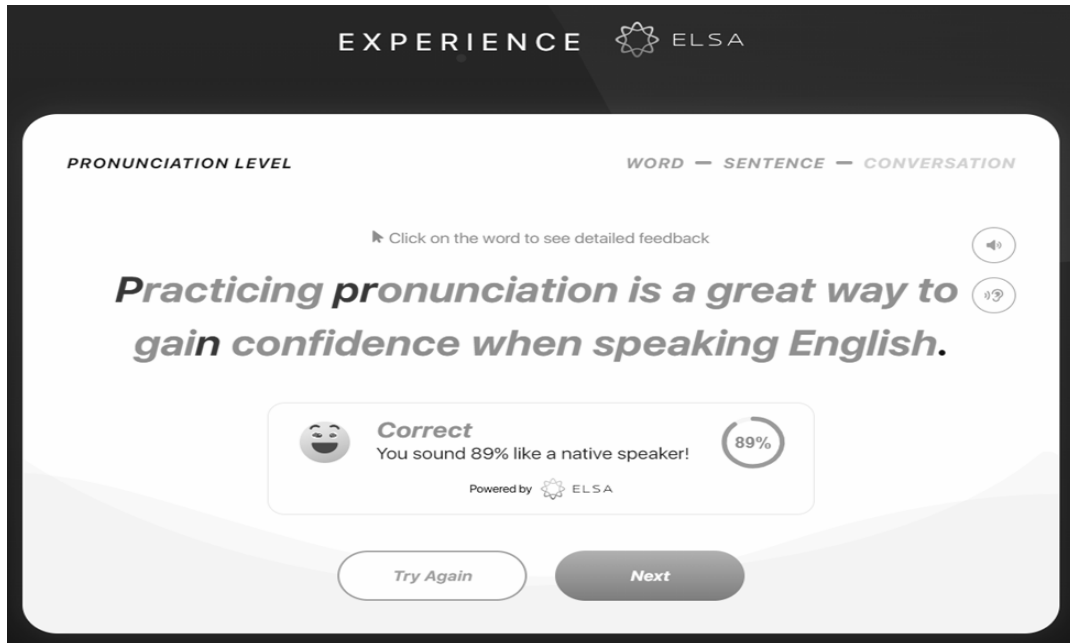 EXPERIENCE ELSA
PRONUNCIATION LEVEL
WORD — SENTENCE — CONVERSATION
Click on the word to see detailed feedback
Practicing pronunciation is a great way to
gain confidence when speaking English.
Correct
You sound 89% like a native speaker!
89%
Powered by ELSA
Try Again
Next